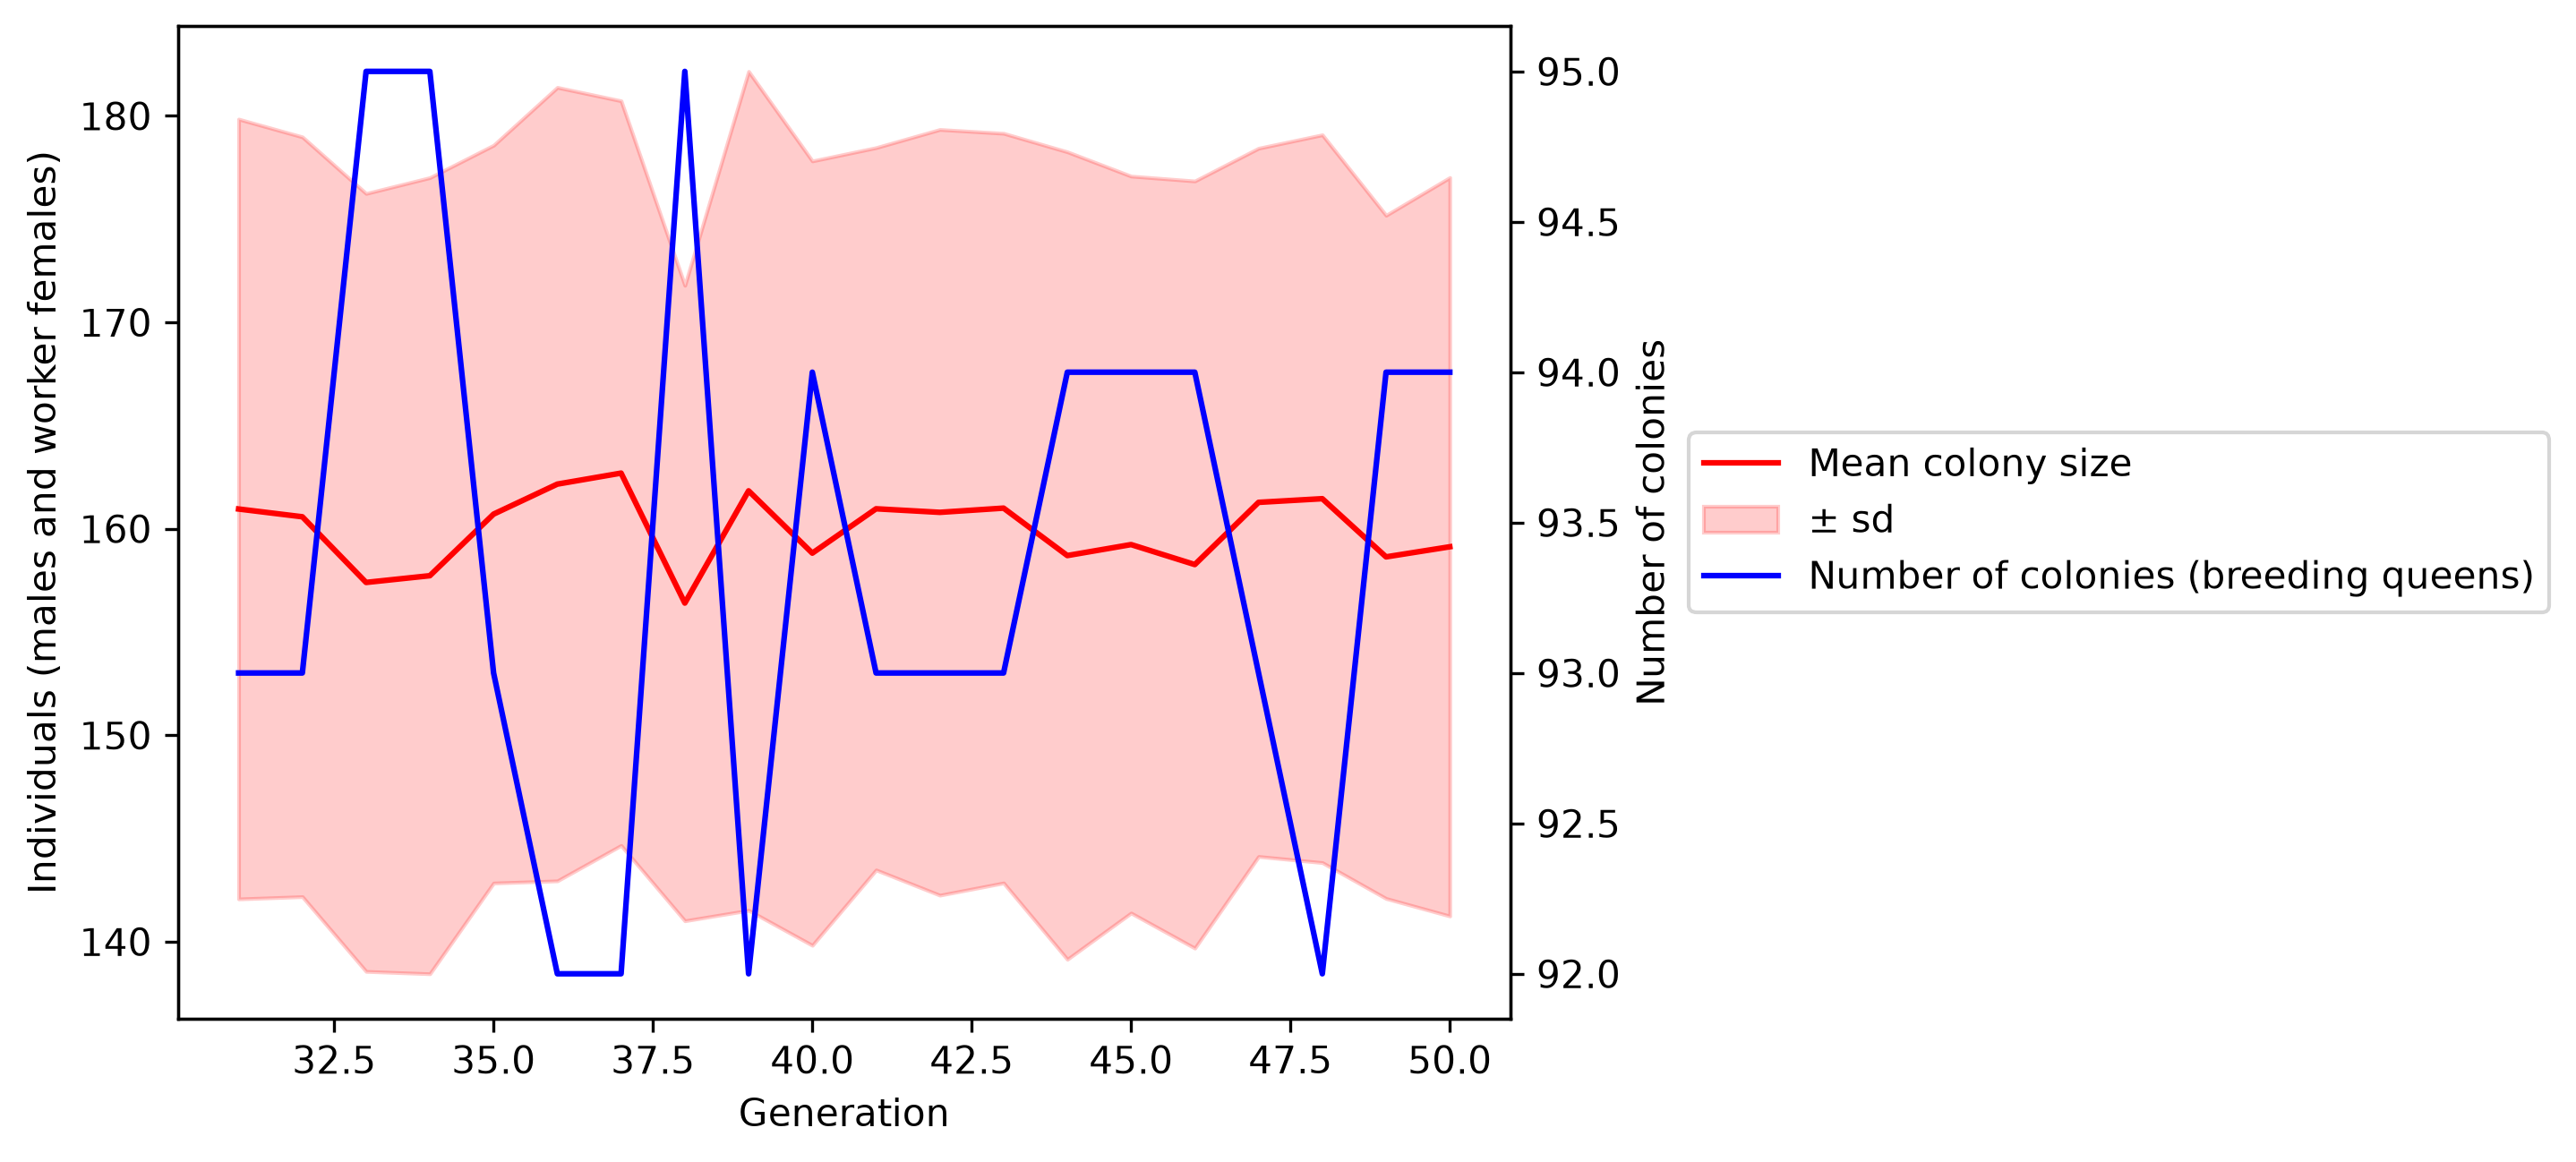 Individuals (males and worker females)
180
170
160
150
140
32.5 35.0 37.5 40.0 42.5 45.0 47.5 50.0
Generation
95.0
94.5
94.0
93.5
93.0
92.5
92.0
Number of colonies
Mean colony size
± sd
Number of colonies (breeding queens)